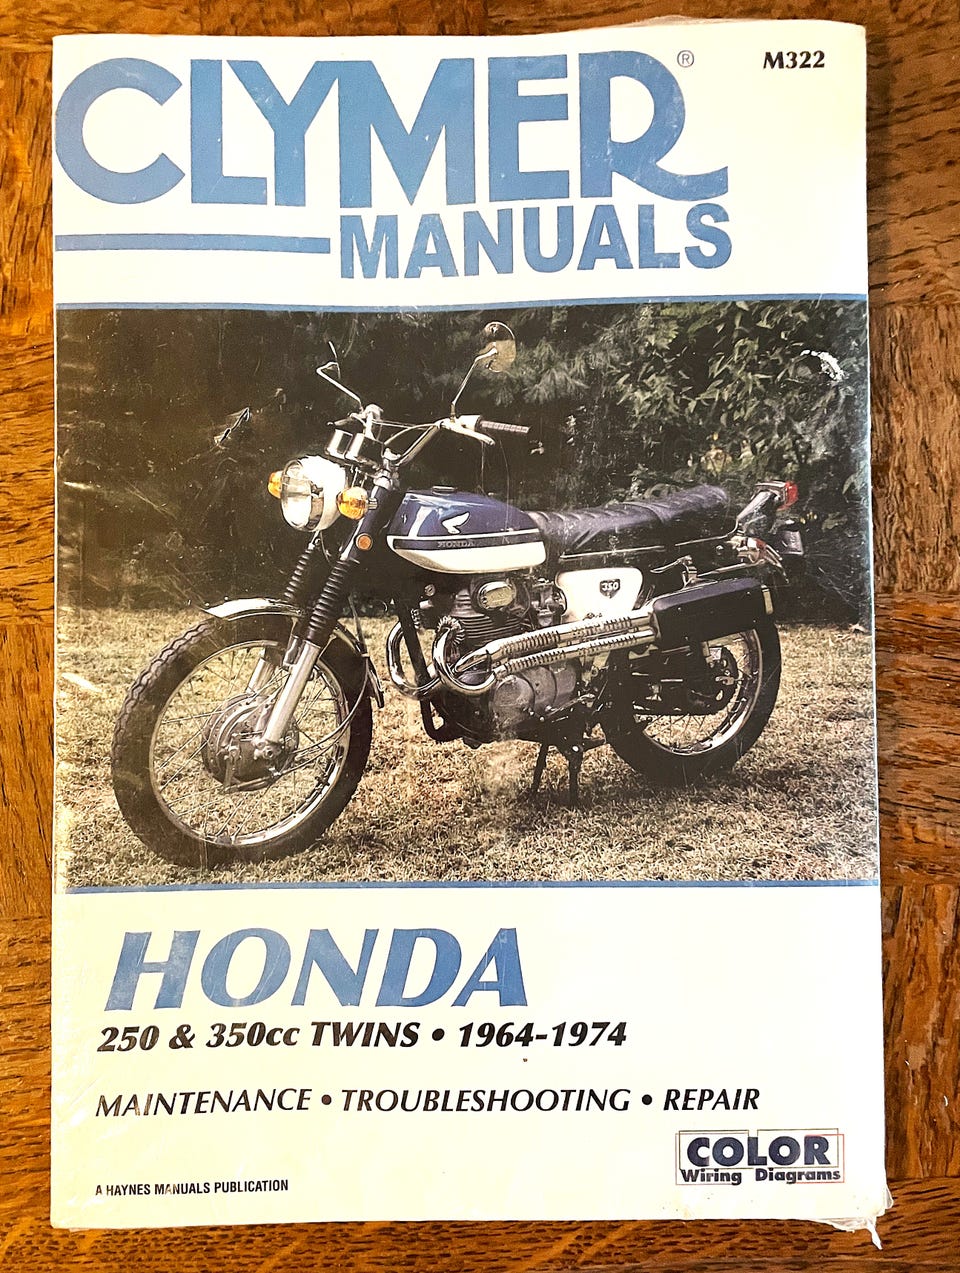 CLYMER®
M322
MANUALS
HONDA
350
HONDA
250 & 350cc TWINS • 1964-1974
MAINTENANCE • TROUBLESHOOTING • REPAIR
COLOR
Wiring Diagrams
A HAYNES MANUALS PUBLICATION